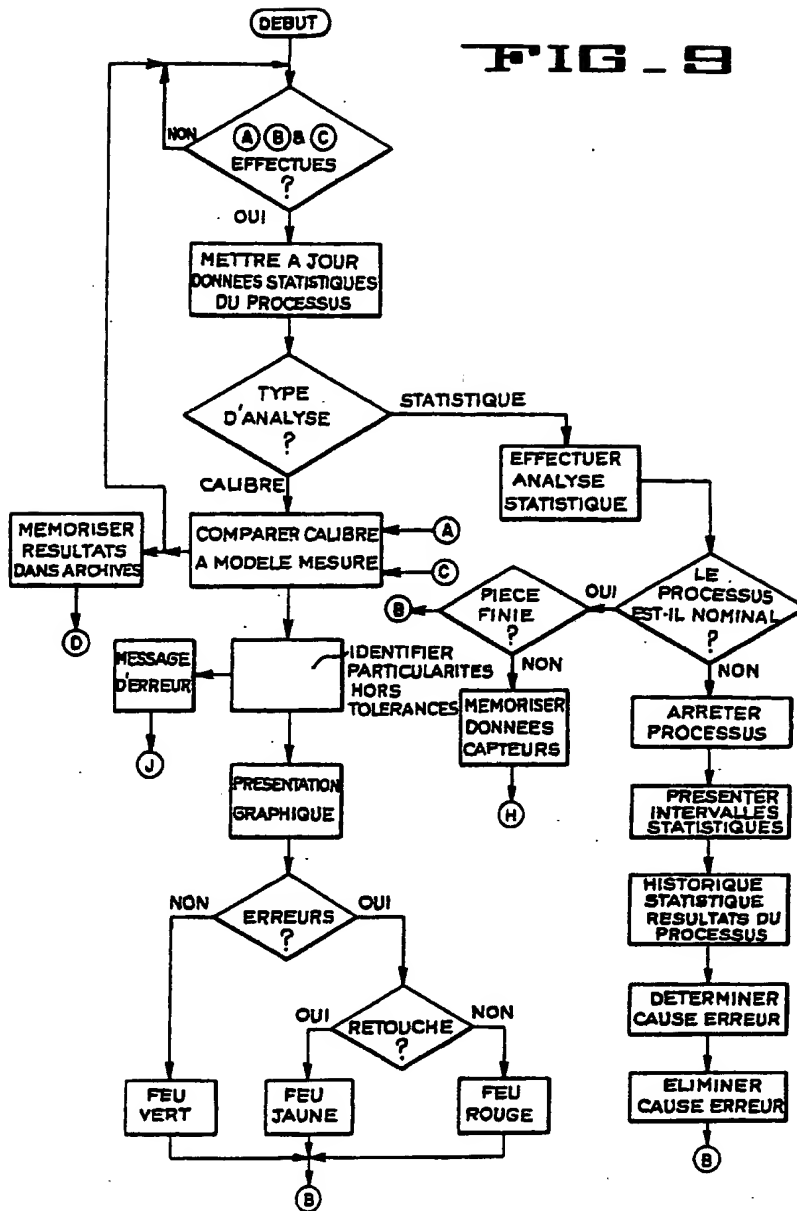 DEBUT
FIG_9
NON
A B & C
EFFECTUES
?
OUI
METTRE A JOUR
DONNEES STATISTIQUES
DU PROCESSUS
TYPE
D'ANALYSE
?
STATISTIQUE
CALIBRE
EFFECTUER
ANALYSE
STATISTIQUE
MEMORISER
RESULTATS
DANS ARCHIVES
D
COMPARER CALIBRE
A MODELE MESURE
A
C
B
PIECE
FINIE
?
OUI
LE
PROCESSUS
EST-IL NOMINAL
?
NON
NON
MESSAGE
D'ERREUR
J
IDENTIFIER
PARTICULARITES
HORS
TOLERANCES
MEMORISER
DONNEES
CAPTEURS
H
ARRETER
PROCESSUS
PRESENTATION
GRAPHIQUE
PRESENTER
INTERVALLES
STATISTIQUES
HISTORIQUE
STATISTIQUE
RESULTATS DU
PROCESSUS
NON
ERREURS
?
OUI
DETERMINER
CAUSE ERREUR
OUI
RETOUCHE
?
NON
ELIMINER
CAUSE ERREUR
B
FEU
VERT
FEU
JAUNE
FEU
ROUGE
B